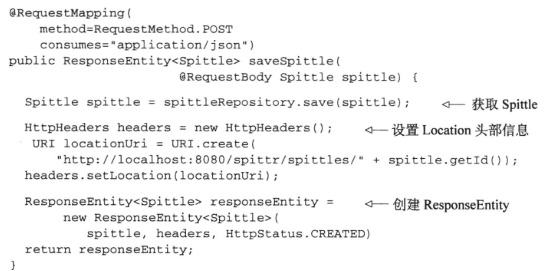 @RequestMapping(
    method=RequestMethod.POST
    consumes="application/json")
public ResponseEntity<Spittle> saveSpittle(
                    @RequestBody Spittle spittle) {
  Spittle spittle = spittleRepository.save(spittle); ← 获取 Spittle
  HttpHeaders headers = new HttpHeaders(); ← 设置 Location 头部信息
   URI locationUri = URI.create(
      "http://localhost:8080/spittr/spittles/" + spittle.getId());
  headers.setLocation(locationUri);
  ResponseEntity<Spittle> responseEntity = ← 创建 ResponseEntity
      new ResponseEntity<Spittle>(
         spittle, headers, HttpStatus.CREATED)
  return responseEntity;
}